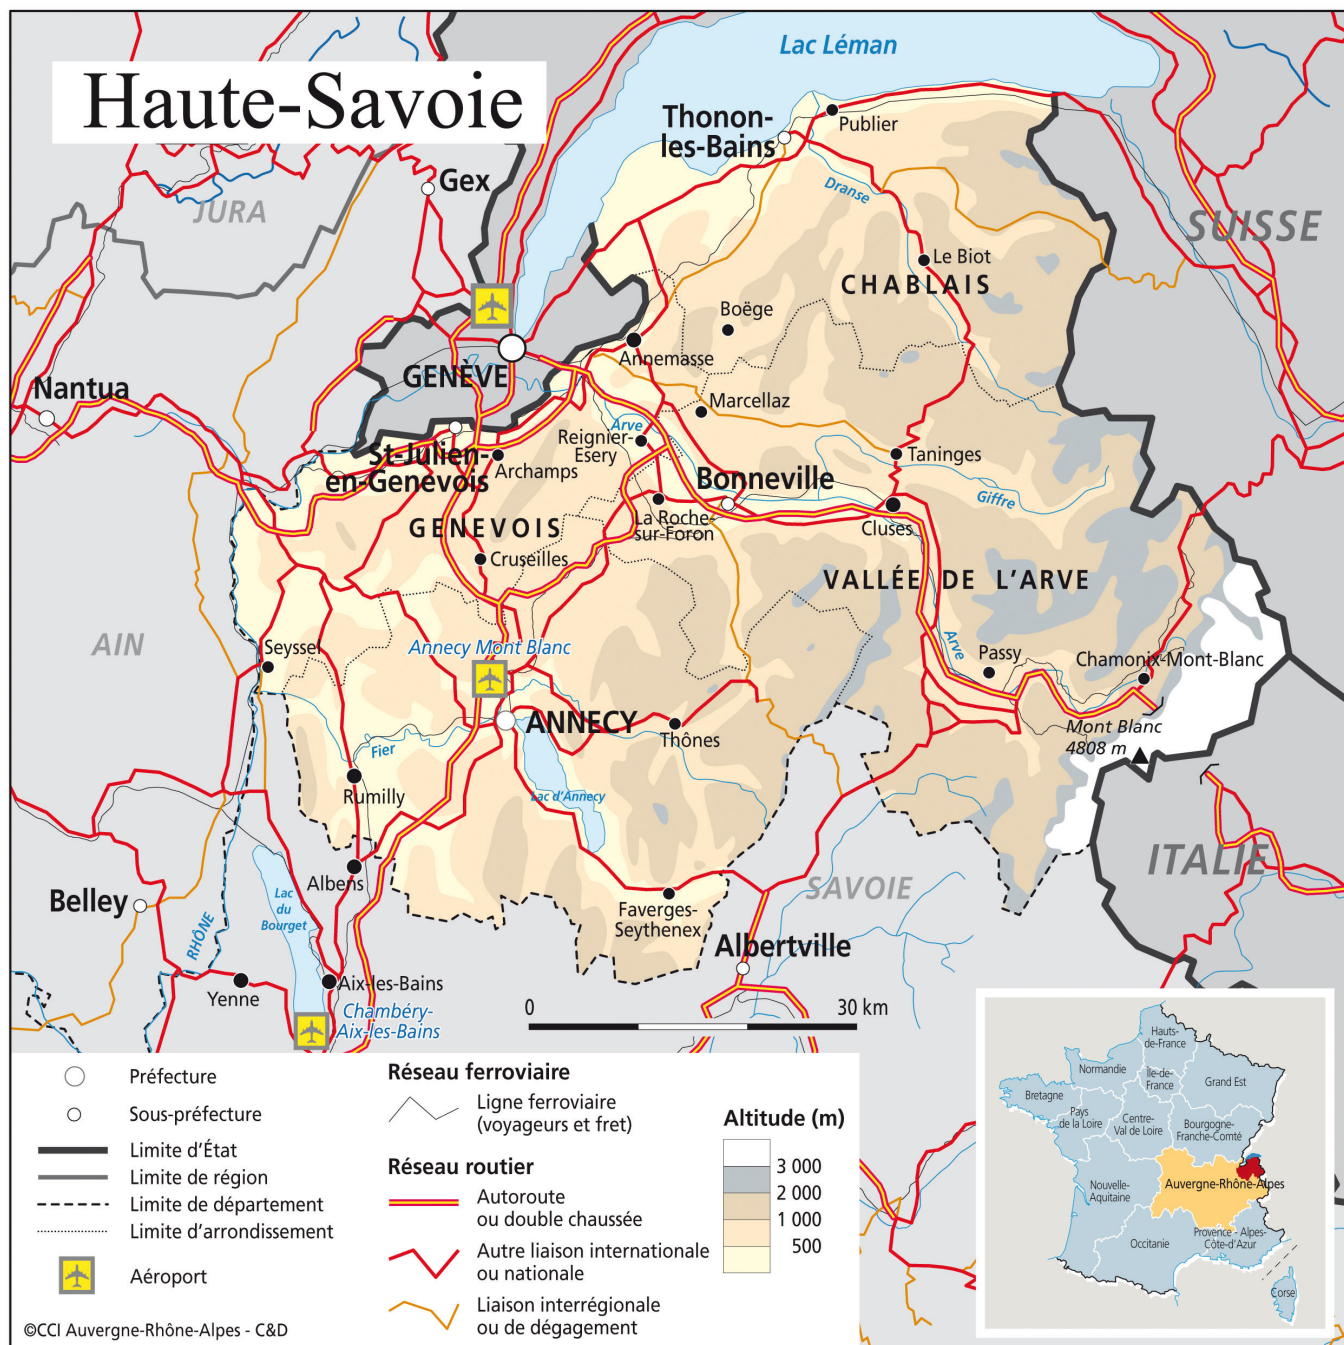 Haute-Savoie
Lac Léman
Thonon-
les-Bains
Publier
Gex
JURA
Dranse
SUISSE
Le Biot
CHABLAIS
Boëge
Annemasse
GENÈVE
Nantua
Marcellaz
Arve
Reignier-
Esery
St-Julien-
en-Genevois
Archamps
Taninges
Bonneville
Giffre
La Roche-
sur-Foron
Cluses
GENEVOIS
Cruseilles
VALLÉE DE L'ARVE
AIN
Seyssel
Annecy Mont Blanc
Arve
Passy
Chamonix-Mont-Blanc
ANNECY
Mont Blanc
4808 m
Thônes
Fier
Rumilly
Lac d'Annecy
ITALIE
Albens
SAVOIE
Belley
Lac
du
Bourget
Faverges-
Seythenex
RHÔNE
Albertville
Yenne
Aix-les-Bains
Chambéry-
Aix-les-Bains
0 30 km
Préfecture
Sous-préfecture
Limite d'État
Limite de région
Limite de département
Limite d'arrondissement
Aéroport
Réseau ferroviaire
Ligne ferroviaire
(voyageurs et fret)
Réseau routier
Autoroute
ou double chaussée
Autre liaison internationale
ou nationale
Liaison interrégionale
ou de dégagement
Altitude (m)
3 000
2 000
1 000
500
©CCI Auvergne-Rhône-Alpes - C&D
Hauts-
de-France
Normandie
Île-de-
France
Grand Est
Bretagne
Pays
de la Loire
Centre-
Val de Loire
Bourgogne-
Franche-Comté
Nouvelle-
Aquitaine
Auvergne-Rhône-Alpes
Occitanie
Provence - Alpes-
Côte-d'Azur
Corse